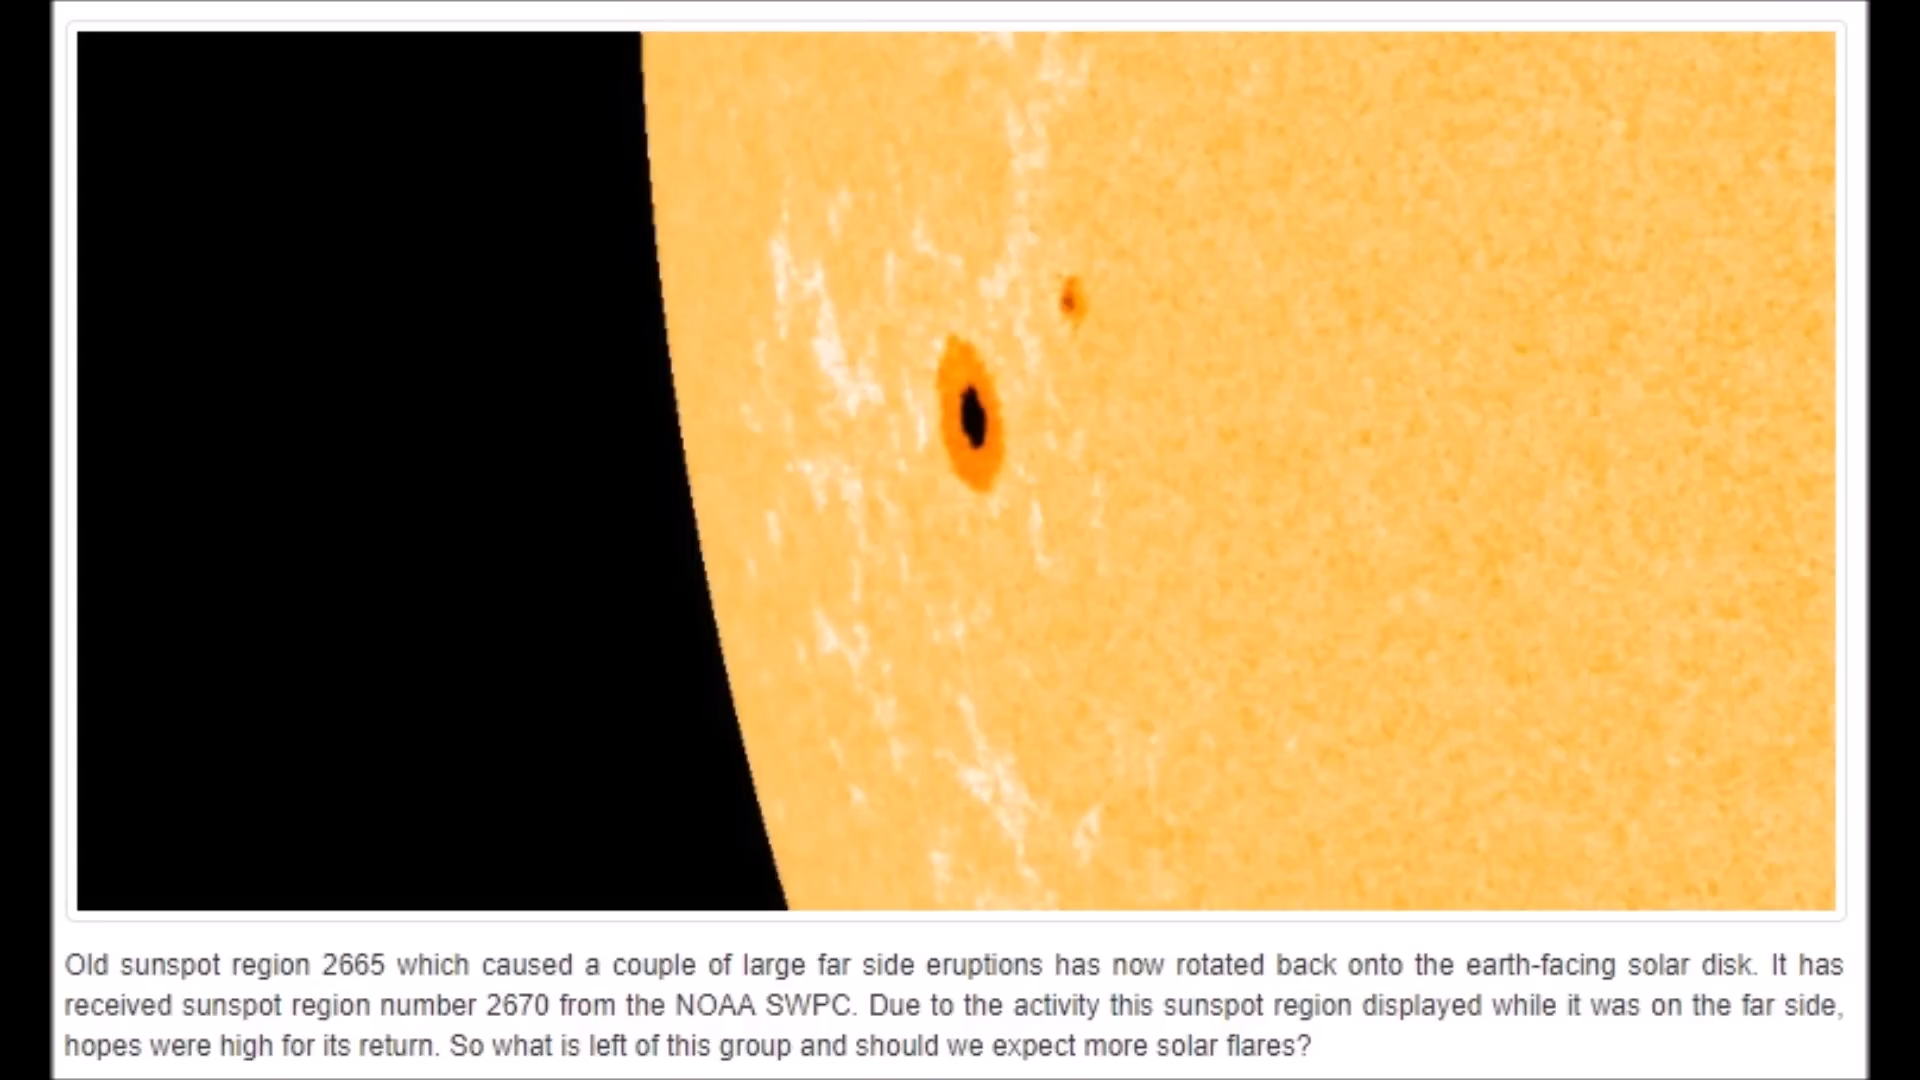 Old sunspot region 2665 which caused a couple of large far side eruptions has now rotated back onto the earth-facing solar disk. It has
received sunspot region number 2670 from the NOAA SWPC. Due to the activity this sunspot region displayed while it was on the far side,
hopes were high for its return. So what is left of this group and should we expect more solar flares?